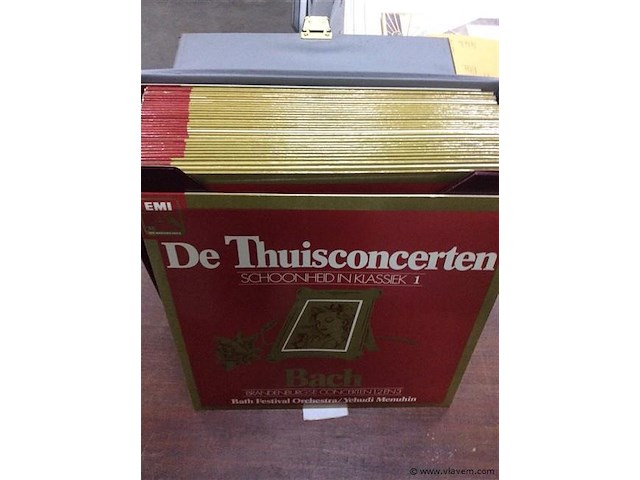 EMI
De Thuisconcerten
SCHOONHEID IN KLASSIEK 1
Bach
BRANDENBURGSE CONCERTEN 1,2 EN 3
Bath Festival Orchestra/Yehudi Menuhin
© www.vlavem.com